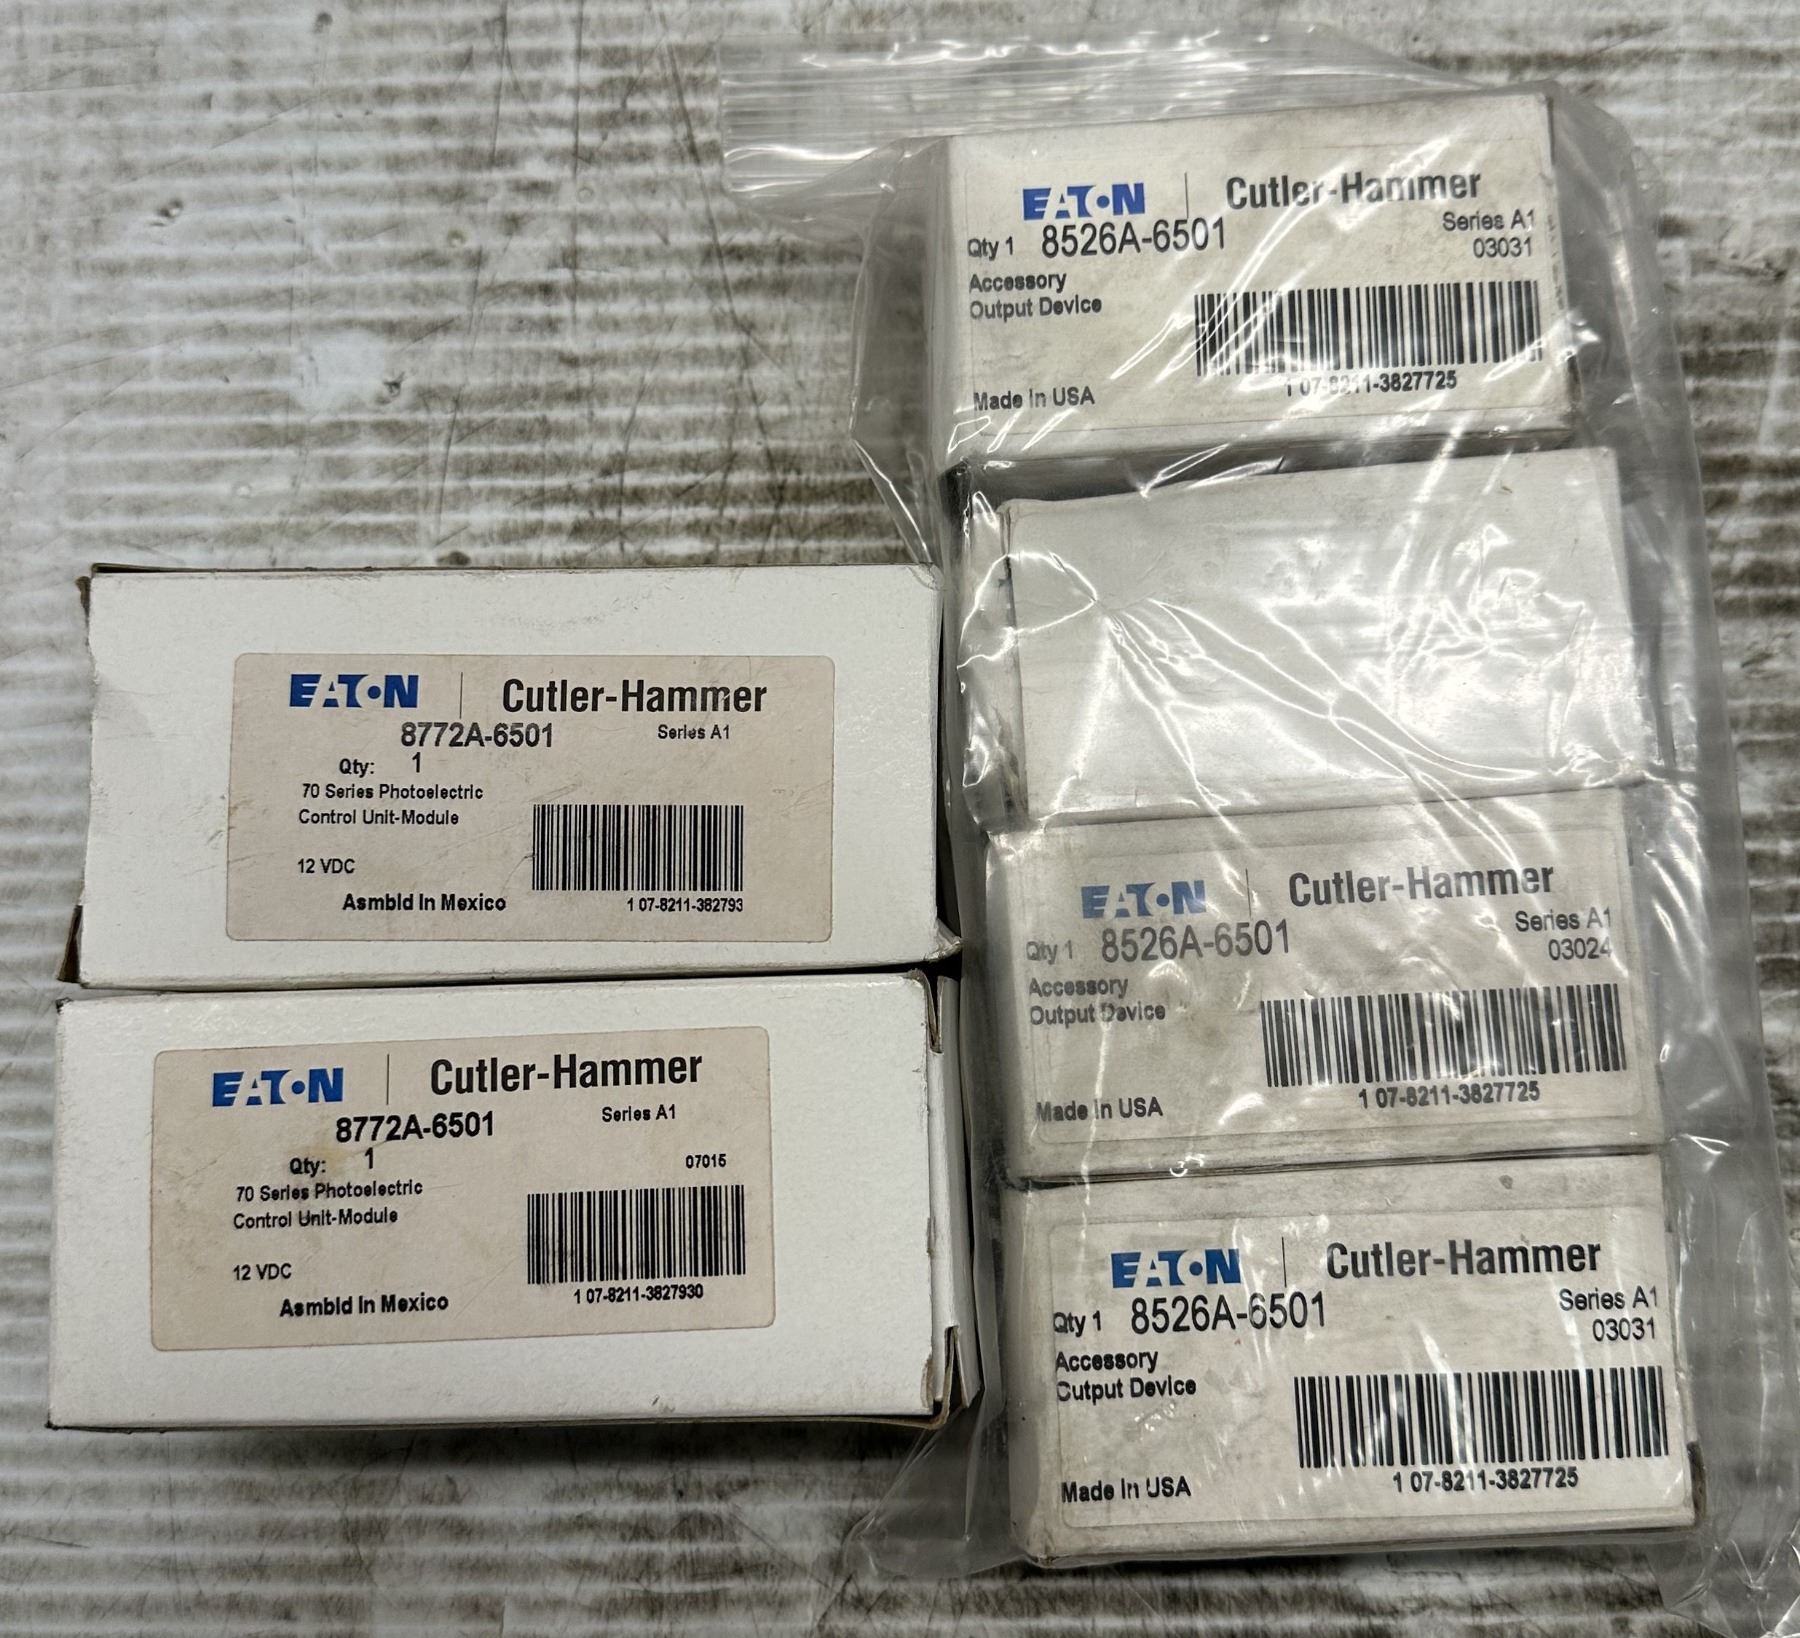 EATON | Cutler-Hammer
8772A-6501 Series A1
Qty: 1
70 Series Photoelectric
Control Unit-Module
12 VDC
Asmbld In Mexico 1 07-8211-382793
EATON | Cutler-Hammer
8772A-6501 Series A1
Qty: 1 07015
70 Series Photoelectric
Control Unit-Module
12 VDC
Asmbld In Mexico 1 07-8211-3827930
EATON | Cutler-Hammer
Qty 1 8526A-6501 Series A1
03031
Accessory
Output Device
1 07-8211-3827725
Made In USA
EATON | Cutler-Hammer
Qty 1 8526A-6501 Series A1
03024
Accessory
Output Device
1 07-8211-3827725
Made In USA
EATON | Cutler-Hammer
Qty 1 8526A-6501 Series A1
03031
Accessory
Output Device
1 07-8211-3827725
Made In USA